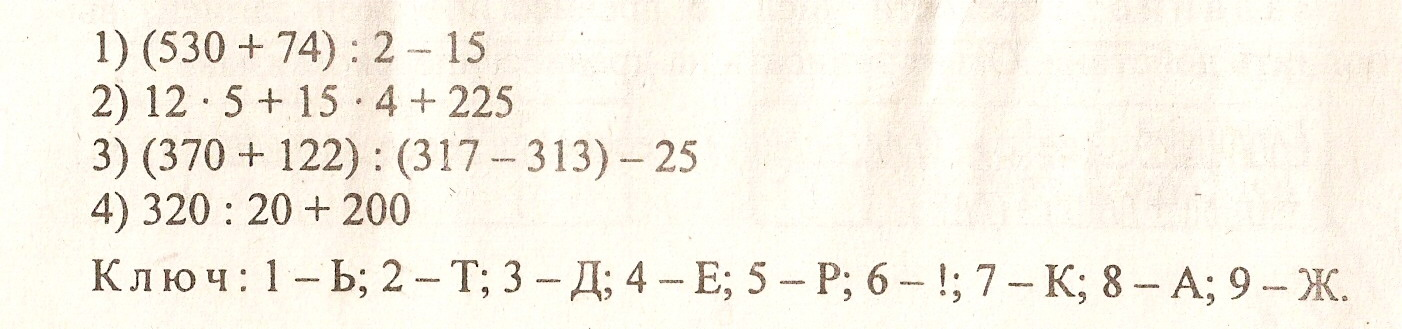 1) (530 + 74) : 2 – 15
2) 12 · 5 + 15 · 4 + 225
3) (370 + 122) : (317 – 313) – 25
4) 320 : 20 + 200
Ключ: 1 – Ь; 2 – Т; 3 – Д; 4 – Е; 5 – Р; 6 – !; 7 – К; 8 – А; 9 – Ж.